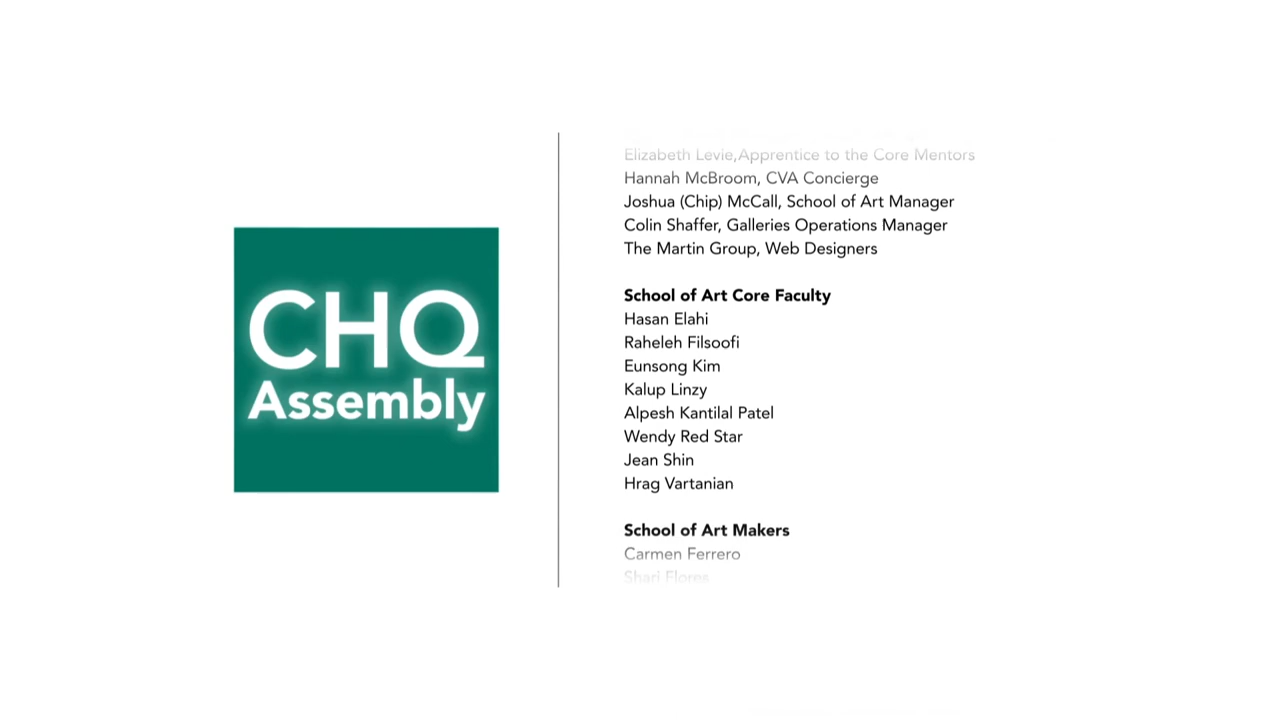 CHQ
Assembly
Elizabeth Levie,Apprentice to the Core Mentors
Hannah McBroom, CVA Concierge
Joshua (Chip) McCall, School of Art Manager
Colin Shaffer, Galleries Operations Manager
The Martin Group, Web Designers
School of Art Core Faculty
Hasan Elahi
Raheleh Filsoofi
Eunsong Kim
Kalup Linzy
Alpesh Kantilal Patel
Wendy Red Star
Jean Shin
Hrag Vartanian
School of Art Makers
Carmen Ferrero
Shari Flores